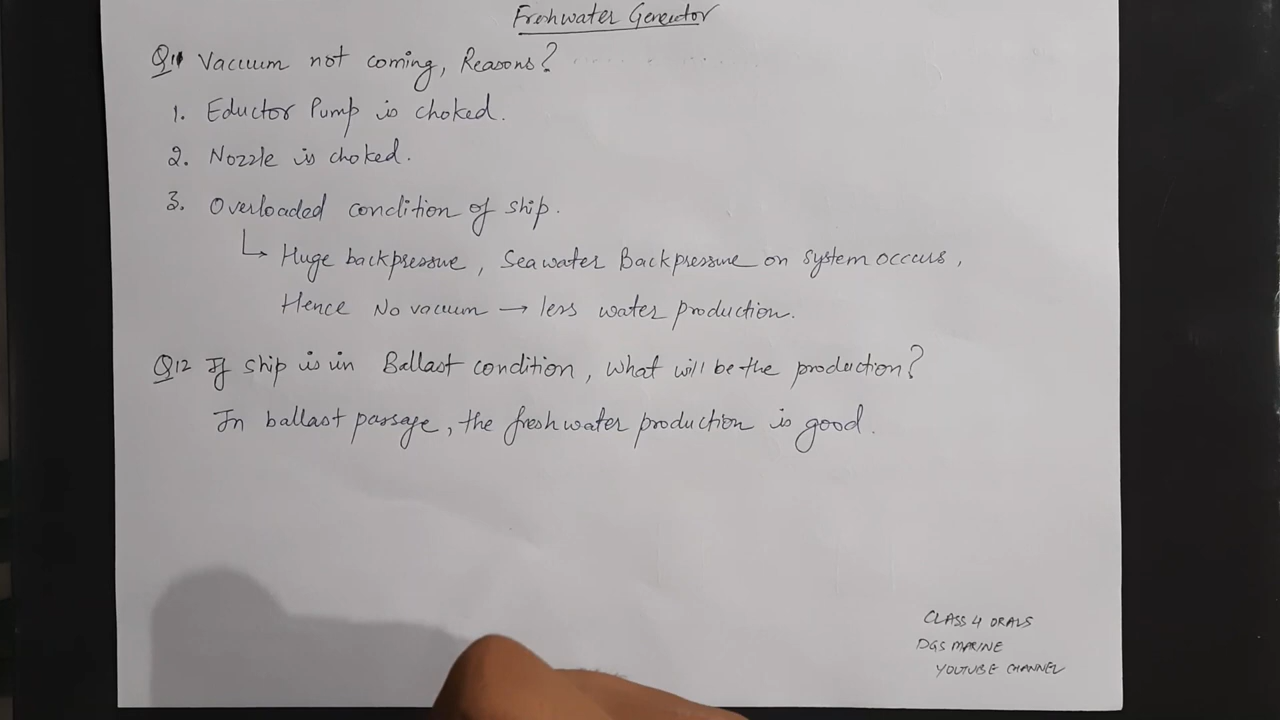 Freshwater Generator
Q11 Vacuum not coming, Reasons?
1. Eductor Pump is choked.
2. Nozzle is choked.
3. Overloaded condition of ship.
↳ Huge backpressure, Seawater Backpressure on system occurs,
Hence No vacuum → less water production.
Q12 If ship is in Ballast condition, what will be the production?
In ballast passage, the freshwater production is good.
CLASS 4 ORALS
DGS MARINE
YOUTUBE CHANNEL